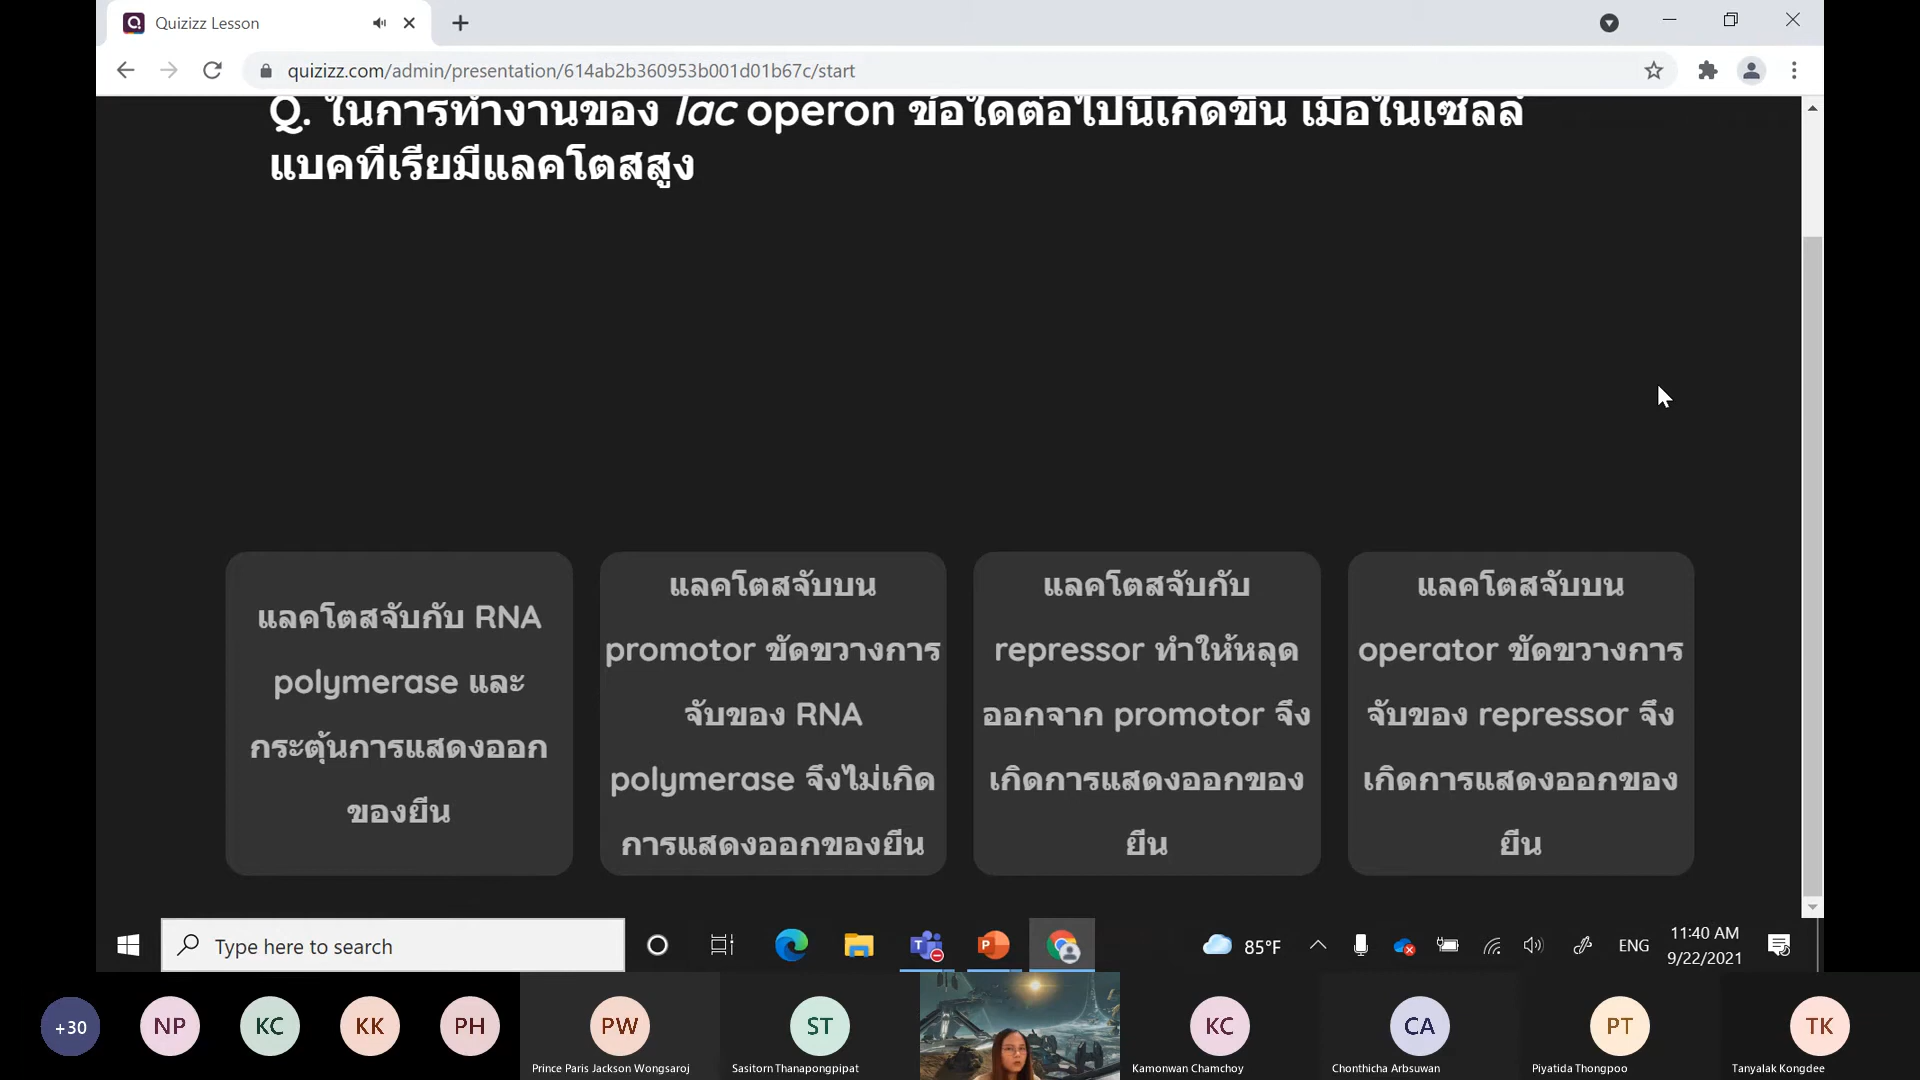 Quizizz Lesson
quizizz.com/admin/presentation/614ab2b360953b001d01b67c/start
Q. ในการทำงานของ lac operon ข้อใดต่อไปนี้เกิดขึ้น เมื่อในเซลล์
แบคทีเรียมีแลคโตสสูง
แลคโตสจับกับ RNA
polymerase และ
กระตุ้นการแสดงออก
ของยีน
แลคโตสจับบน
promotor ขัดขวางการ
จับของ RNA
polymerase จึงไม่เกิด
การแสดงออกของยีน
แลคโตสจับกับ
repressor ทำให้หลุด
ออกจาก promotor จึง
เกิดการแสดงออกของ
ยีน
แลคโตสจับบน
operator ขัดขวางการ
จับของ repressor จึง
เกิดการแสดงออกของ
ยีน
Type here to search
85°F
ENG
11:40 AM
9/22/2021
+30
NP
KC
KK
PH
PW
Prince Paris Jackson Wongsaroj
ST
Sasitorn Thanapongpipat
KC
Kamonwan Chamchoy
CA
Chonthicha Arbsuwan
PT
Piyatida Thongpoo
TK
Tanyalak Kongdee